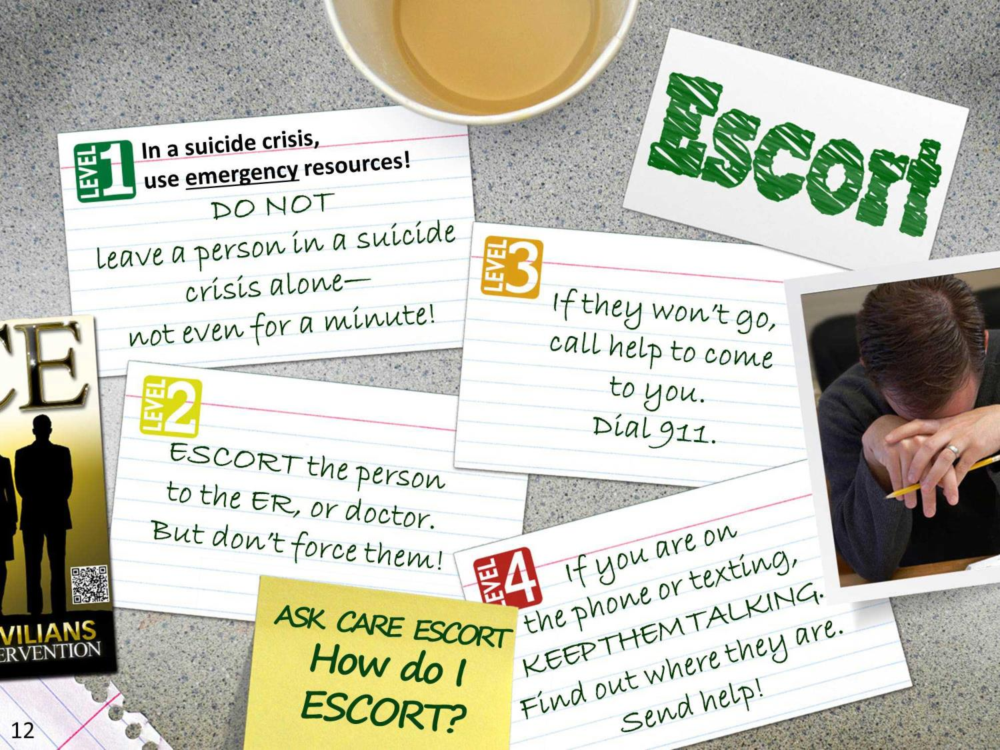 Escort
LEVEL 1
In a suicide crisis,
use emergency resources!
DO NOT
leave a person in a suicide
crisis alone—
not even for a minute!
LEVEL 2
ESCORT the person
to the ER, or doctor.
But don't force them!
LEVEL 3
If they won't go,
call help to come
to you.
Dial 911.
LEVEL 4
If you are on
the phone or texting,
KEEP THEM TALKING.
Find out where they are.
Send help!
ASK CARE ESCORT
How do I
ESCORT?
CE
VILIANS
ERVENTION
12